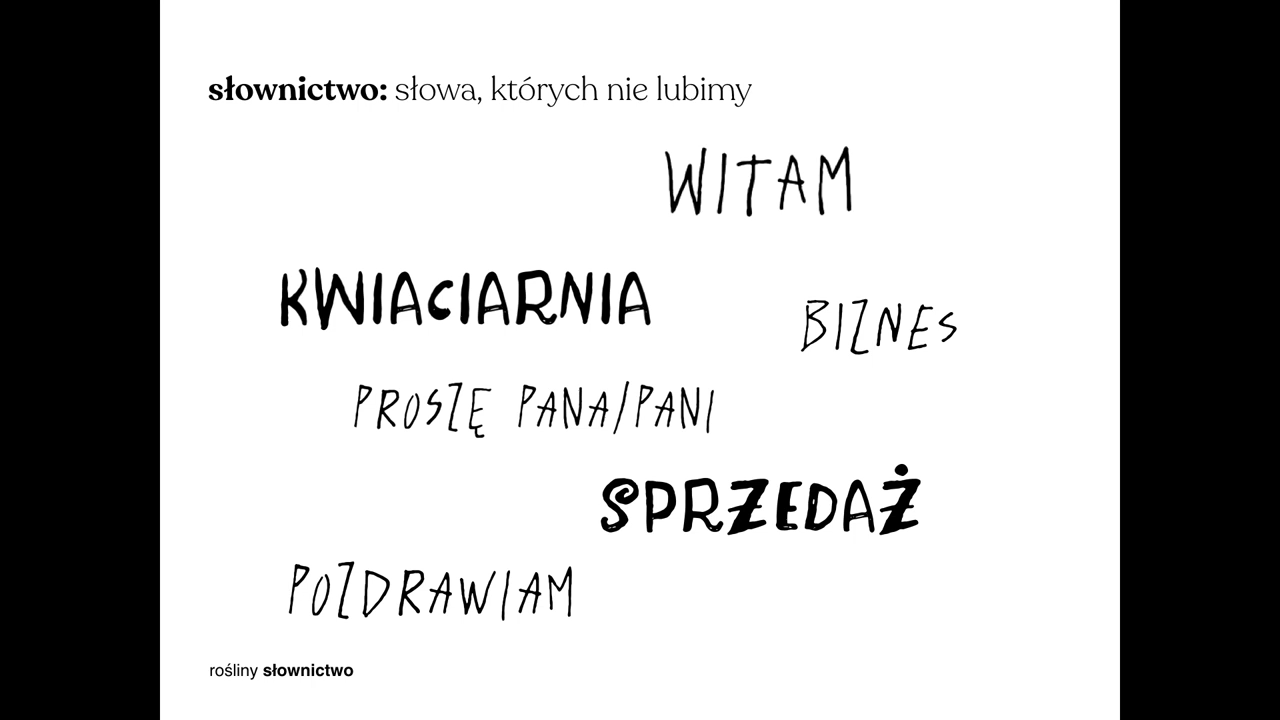 słownictwo: słowa, których nie lubimy
WITAM
KWIACIARNIA
BIZNES
PROSZĘ PANA/PANI
SPRZEDAŻ
POZDRAWIAM
rośliny słownictwo